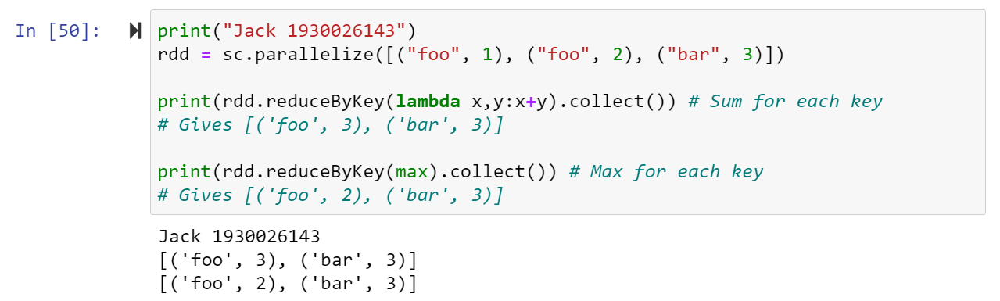 In [50]:
print("Jack 1930026143")
rdd = sc.parallelize([("foo", 1), ("foo", 2), ("bar", 3)])
print(rdd.reduceByKey(lambda x,y:x+y).collect()) # Sum for each key
# Gives [('foo', 3), ('bar', 3)]
print(rdd.reduceByKey(max).collect()) # Max for each key
# Gives [('foo', 2), ('bar', 3)]
Jack 1930026143
[('foo', 3), ('bar', 3)]
[('foo', 2), ('bar', 3)]